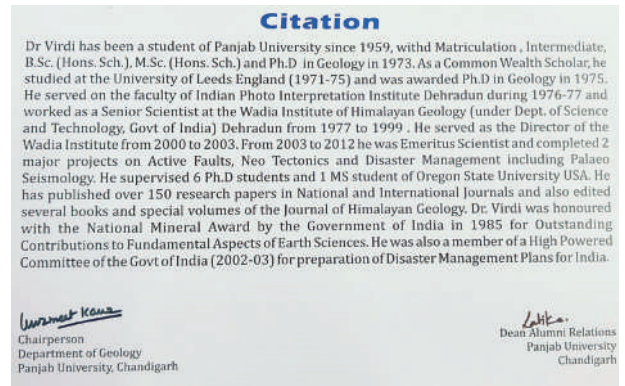 Citation
Dr Virdi has been a student of Panjab University since 1959, withd Matriculation , Intermediate,
B.Sc. (Hons. Sch.), M.Sc. (Hons. Sch.) and Ph.D in Geology in 1973. As a Common Wealth Scholar, he
studied at the University of Leeds England (1971-75) and was awarded Ph.D in Geology in 1975.
He served on the faculty of Indian Photo Interpretation Institute Dehradun during 1976-77 and
worked as a Senior Scientist at the Wadia Institute of Himalayan Geology (under Dept. of Science
and Technology, Govt of India) Dehradun from 1977 to 1999 . He served as the Director of the
Wadia Institute from 2000 to 2003. From 2003 to 2012 he was Emeritus Scientist and completed 2
major projects on Active Faults, Neo Tectonics and Disaster Management including Palaeo
Seismology. He supervised 6 Ph.D students and 1 MS student of Oregon State University USA. He
has published over 150 research papers in National and International Journals and also edited
several books and special volumes of the Journal of Himalayan Geology. Dr. Virdi was honoured
with the National Mineral Award by the Government of India in 1985 for Outstanding
Contributions to Fundamental Aspects of Earth Sciences. He was also a member of a High Powered
Committee of the Govt of India (2002-03) for preparation of Disaster Management Plans for India.
Kaur
Chairperson
Department of Geology
Panjab University, Chandigarh
Latika
Dean Alumni Relations
Panjab University
Chandigarh